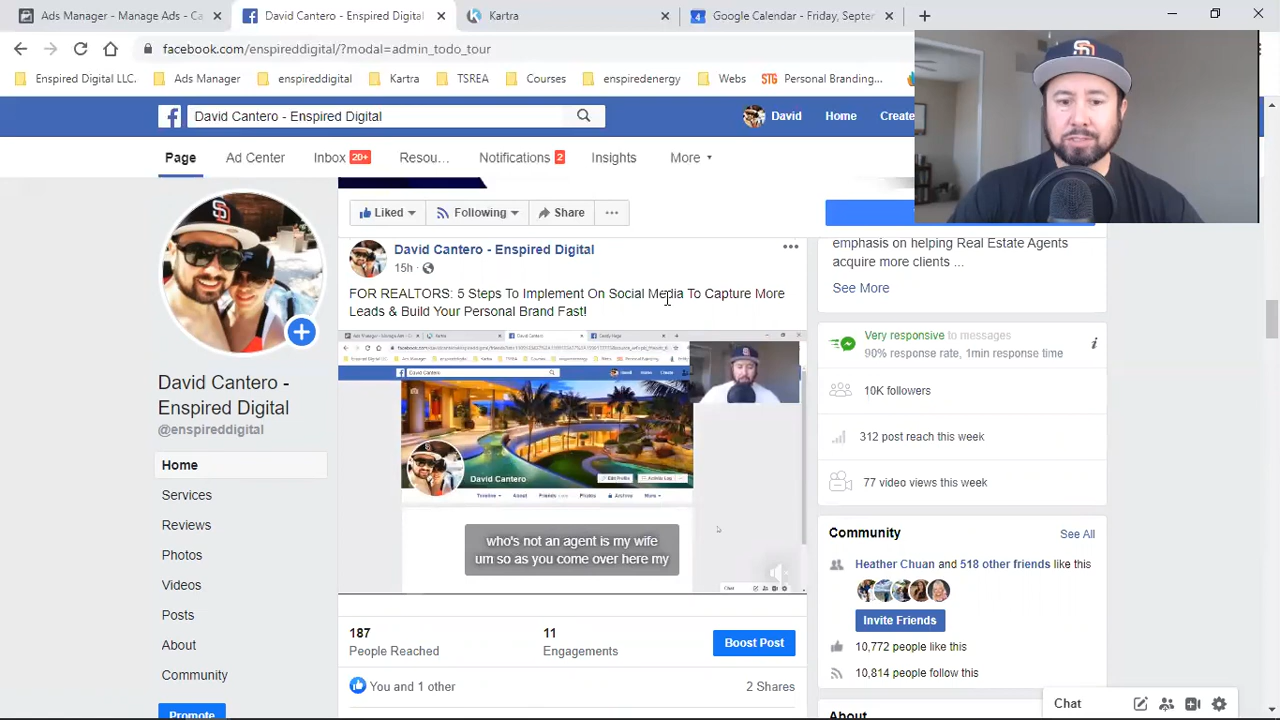 Ads Manager - Manage Ads - Ca
David Cantero - Enspired Digital
Kartra
Google Calendar - Friday, Septem
facebook.com/enspireddigital/?modal=admin_todo_tour
Enspired Digital LLC.
Ads Manager
enspireddigital
Kartra
TSREA
Courses
enspiredenergy
Webs
STG Personal Branding...
David Cantero - Enspired Digital
David
Home
Create
Page
Ad Center
Inbox 20+
Resou...
Notifications 2
Insights
More
Liked
Following
Share
David Cantero - Enspired Digital
15h
FOR REALTORS: 5 Steps To Implement On Social Media To Capture More
Leads & Build Your Personal Brand Fast!
David Cantero
who's not an agent is my wife
um so as you come over here my
187
People Reached
11
Engagements
Boost Post
You and 1 other
2 Shares
David Cantero -
Enspired Digital
@enspireddigital
Home
Services
Reviews
Photos
Videos
Posts
About
Community
Promote
emphasis on helping Real Estate Agents
acquire more clients ...
See More
Very responsive to messages
90% response rate, 1min response time
10K followers
312 post reach this week
77 video views this week
Community
See All
Heather Chuan and 518 other friends like this
Invite Friends
10,772 people like this
10,814 people follow this
About
Chat